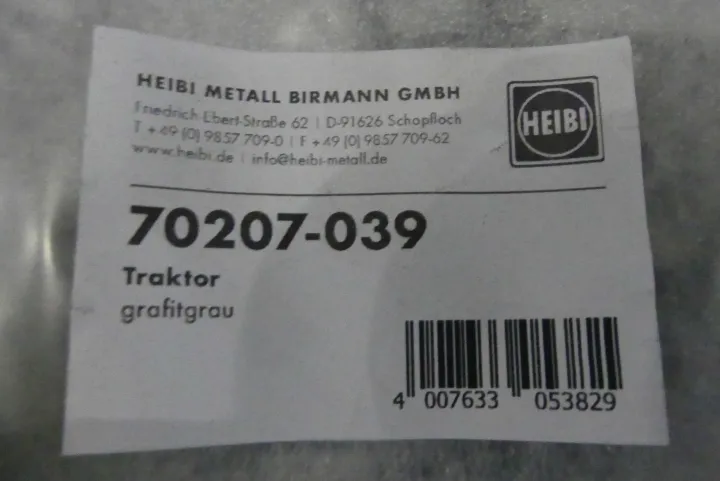 HEIBI METALL BIRMANN GMBH
Friedrich-Ebert-Straße 62 | D-91626 Schopfloch
T +49 (0) 9857 709-0 | F +49 (0) 9857 709-62
www.heibi.de | info@heibi-metall.de
HEIBI
70207-039
Traktor
grafitgrau
4 007633 053829